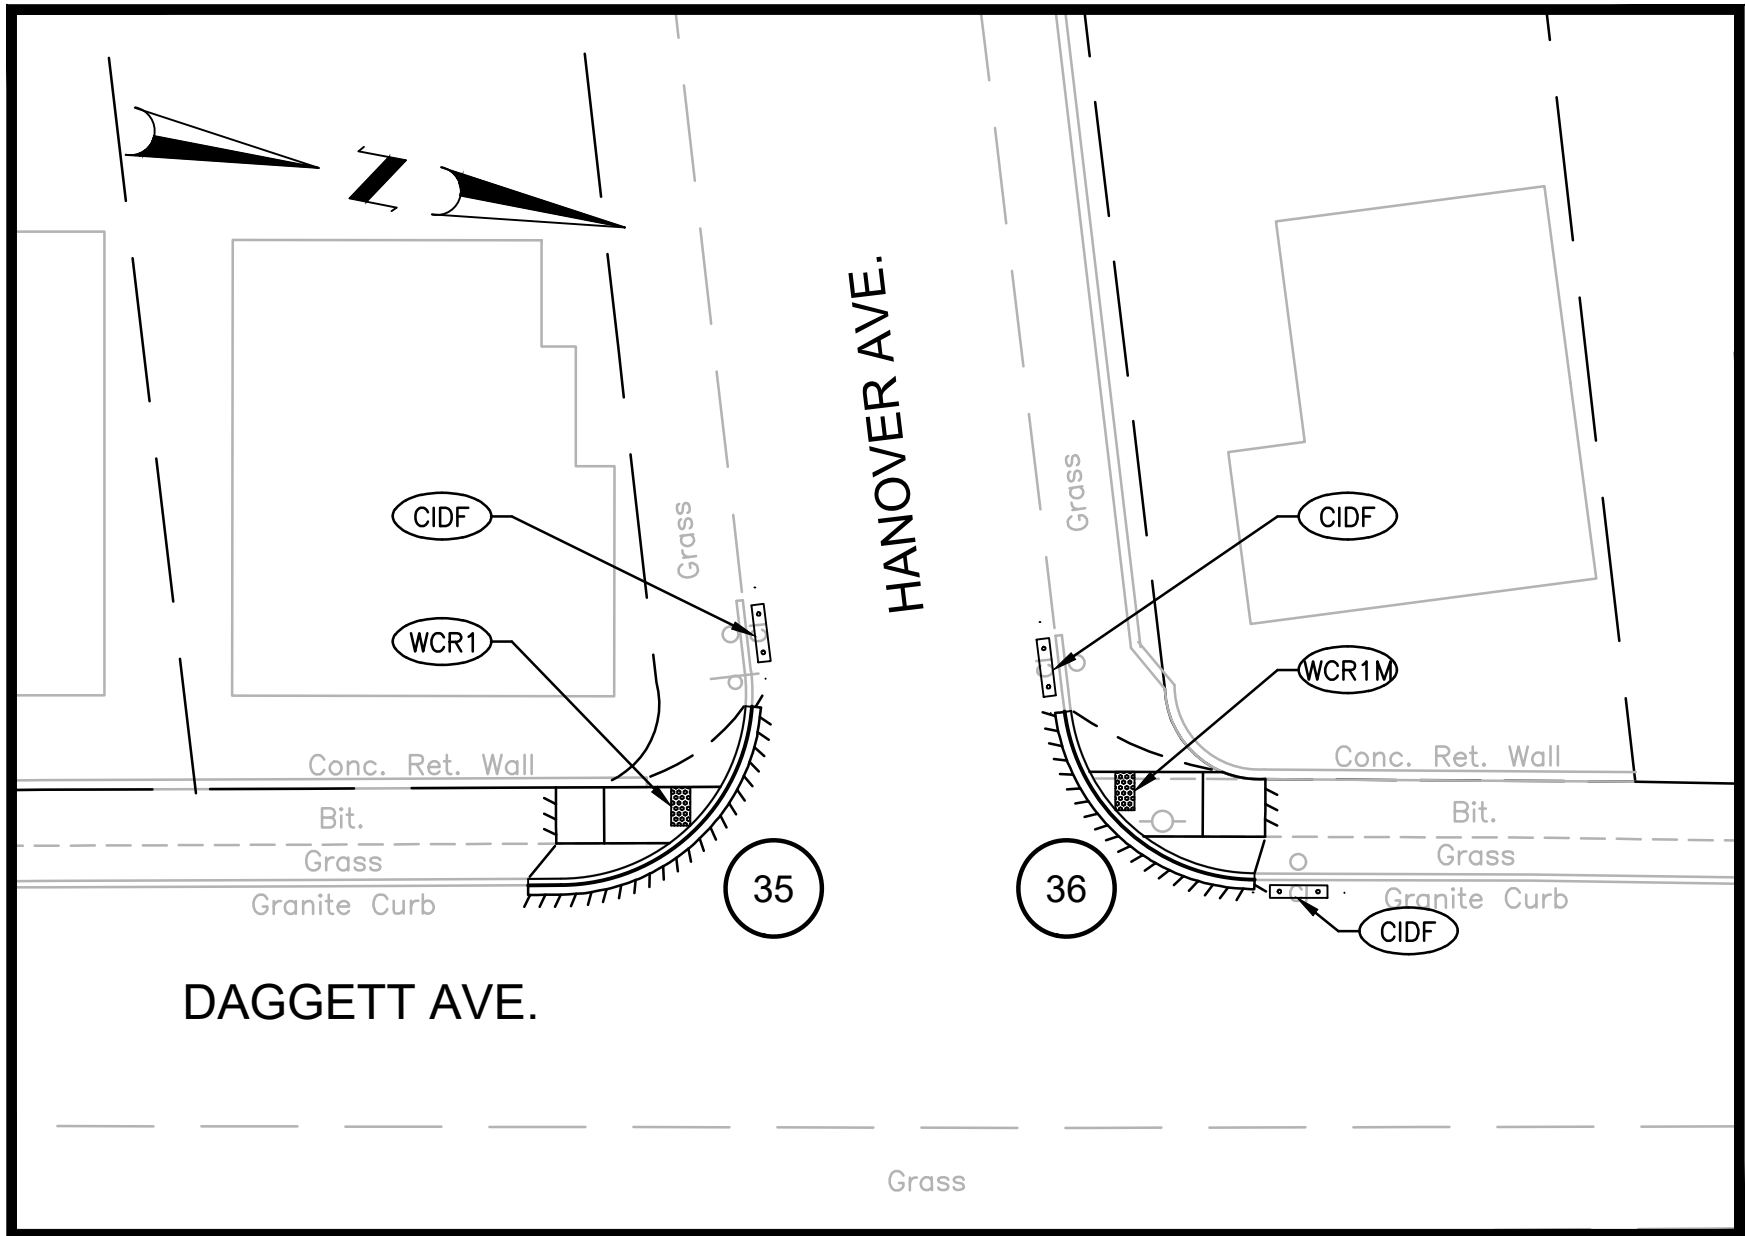 N
HANOVER AVE.
Grass
Grass
CIDF
CIDF
WCR1
WCR1M
Conc. Ret. Wall
Conc. Ret. Wall
Bit.
Bit.
Grass
Grass
Granite Curb
Granite Curb
35
36
CIDF
DAGGETT AVE.
Grass